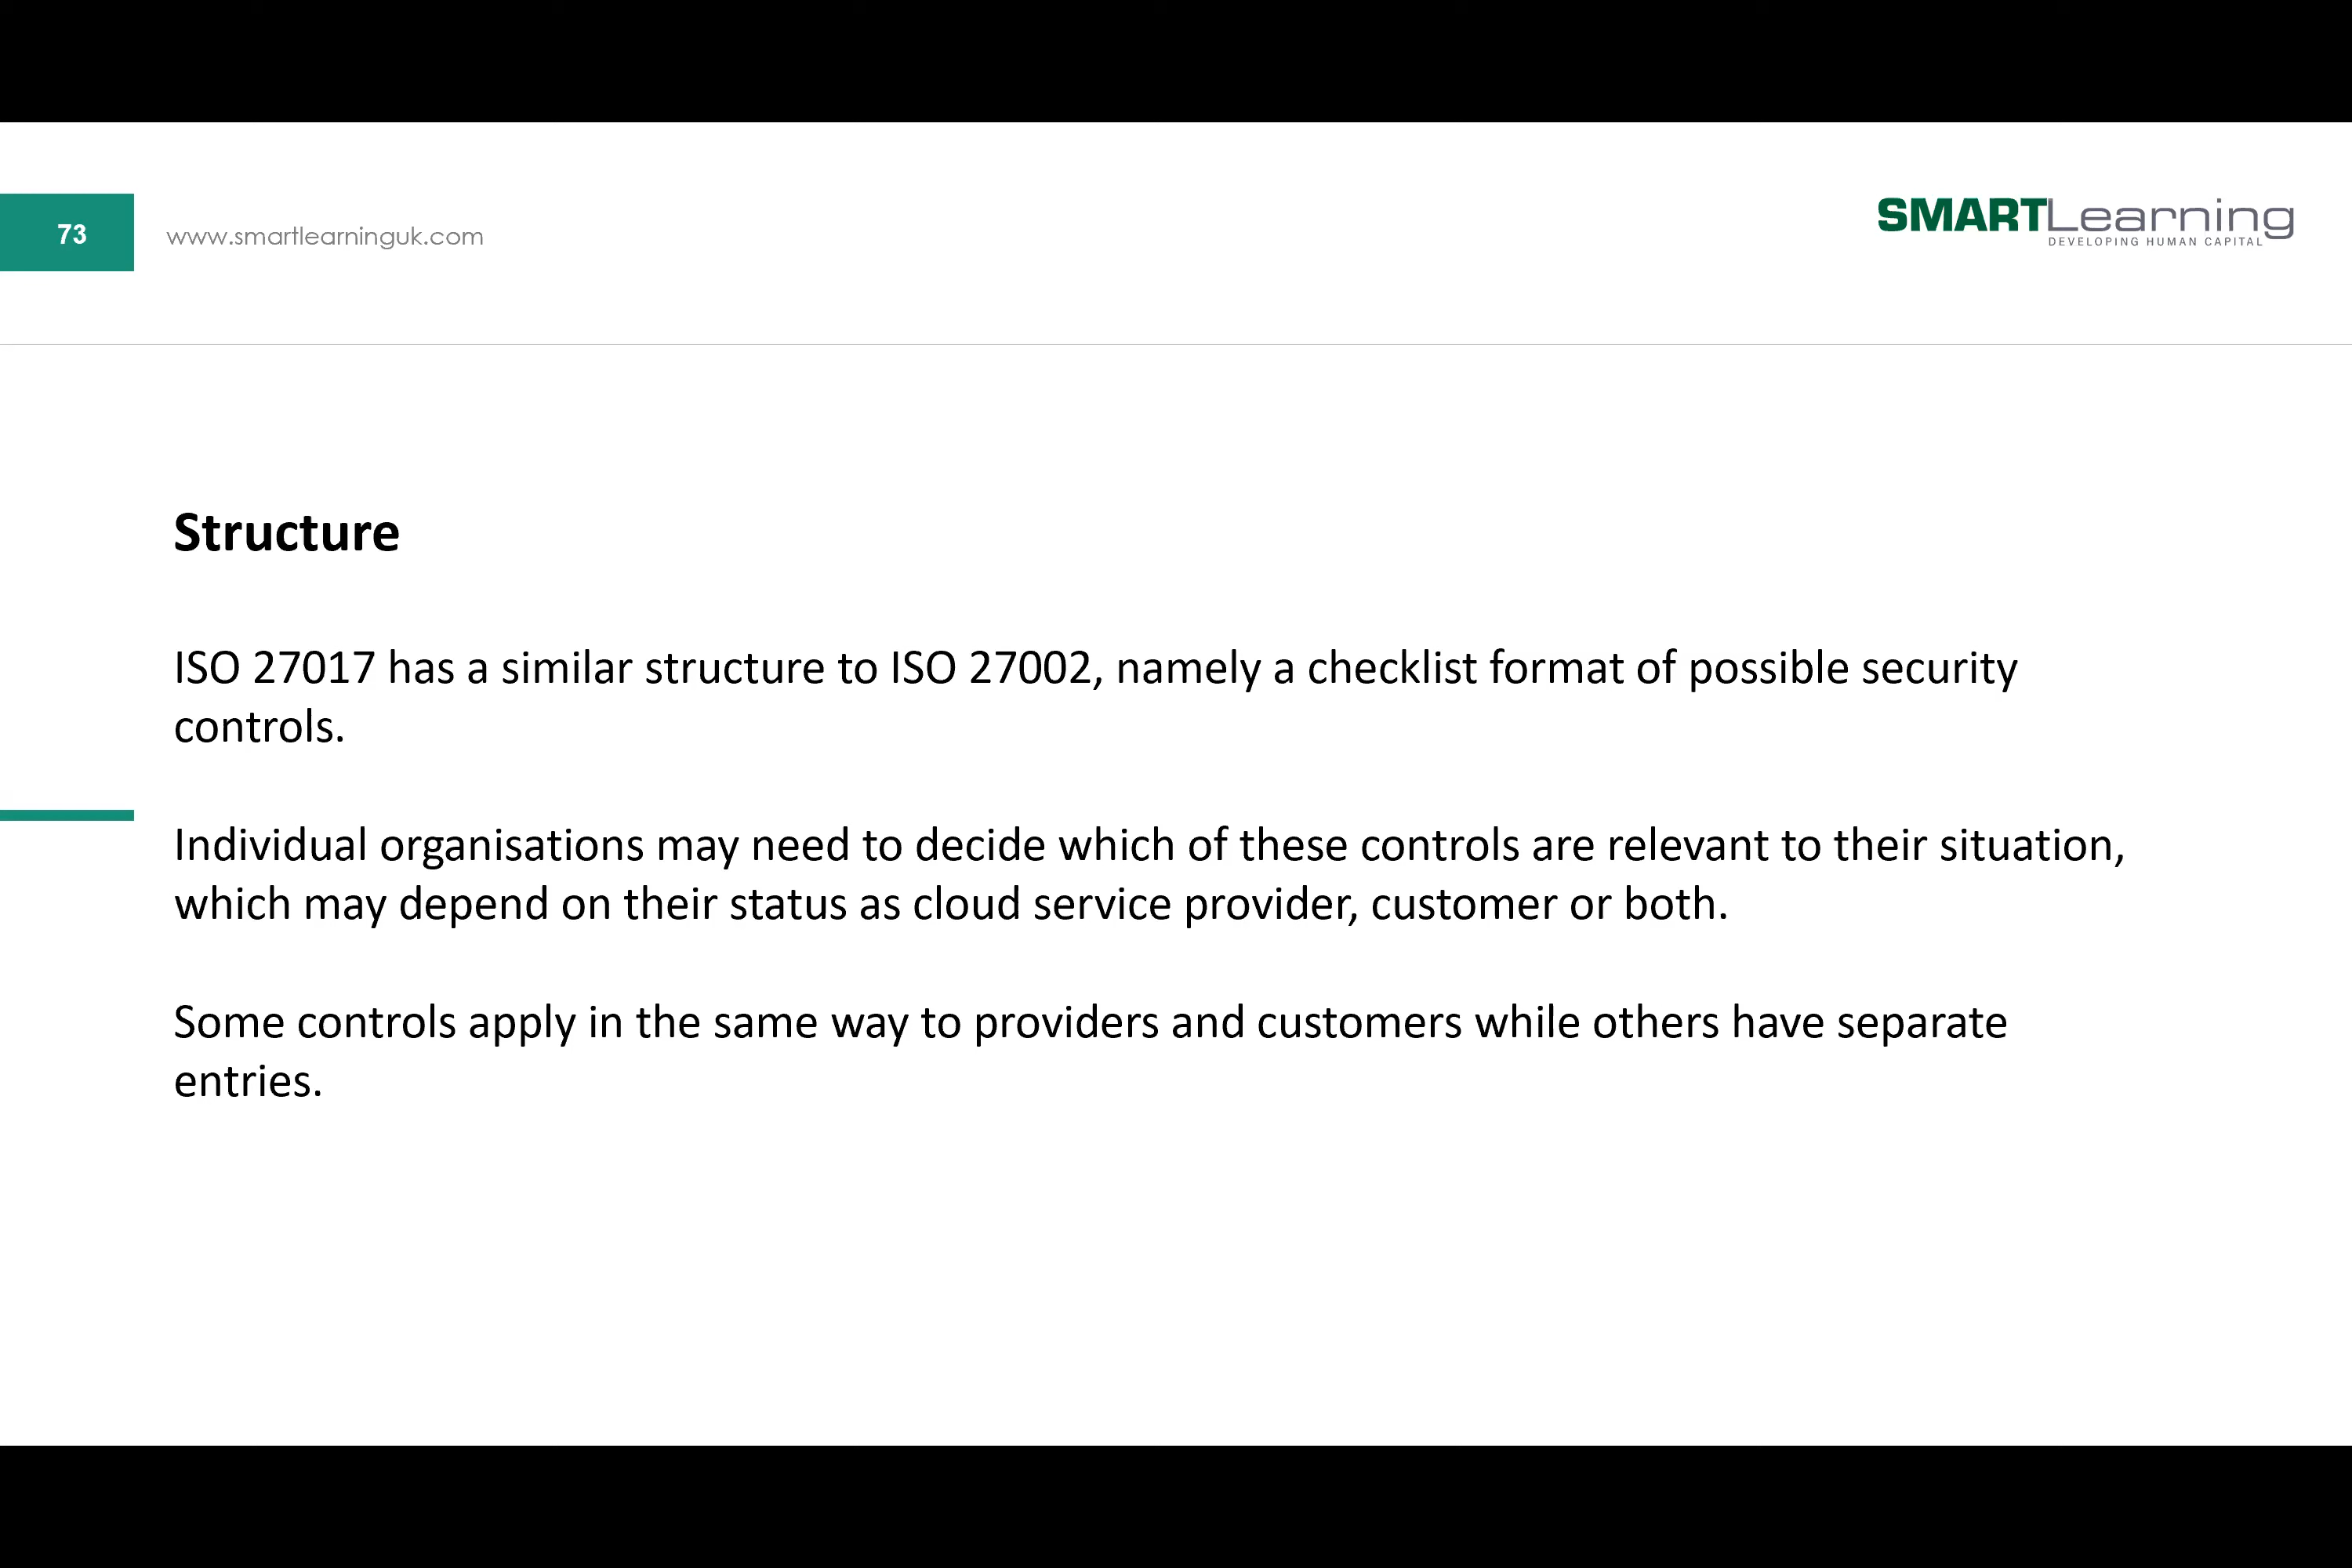 73
www.smartlearninguk.com
SMARTLearning
DEVELOPING HUMAN CAPITAL
Structure
ISO 27017 has a similar structure to ISO 27002, namely a checklist format of possible security
controls.
Individual organisations may need to decide which of these controls are relevant to their situation,
which may depend on their status as cloud service provider, customer or both.
Some controls apply in the same way to providers and customers while others have separate
entries.